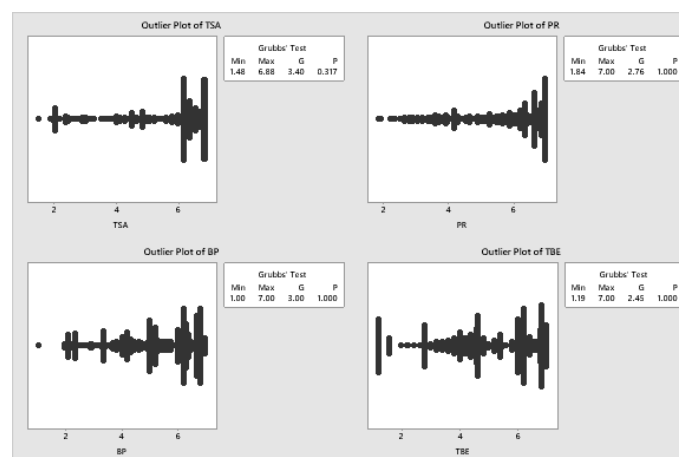 Outlier Plot of TSA
Grubbs' Test
Min Max G P
1.48 6.88 3.40 0.317
2 4 6
TSA
Outlier Plot of PR
Grubbs' Test
Min Max G P
1.84 7.00 2.76 1.000
2 4 6
PR
Outlier Plot of BP
Grubbs' Test
Min Max G P
1.00 7.00 3.00 1.000
2 4 6
BP
Outlier Plot of TBE
Grubbs' Test
Min Max G P
1.19 7.00 2.45 1.000
2 4 6
TBE